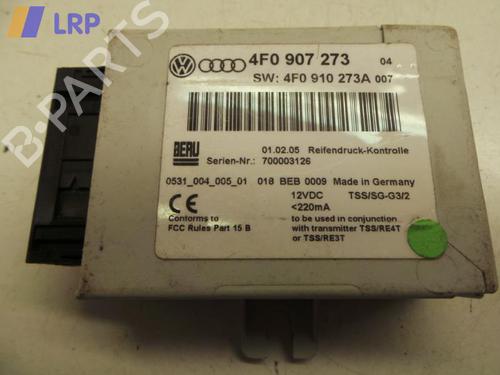 LRP
B-PARTS
4F0 907 273 04
SW: 4F0 910 273A 007
BERU
01.02.05 Reifendruck-Kontrolle
Serien-Nr.: 700003126
0531_004_005_01 018 BEB 0009 Made in Germany
CE 12VDC TSS/SG-G3/2
<220mA
Conforms to to be used in conjunction
FCC Rules Part 15 B with transmitter TSS/RE4T
or TSS/RE3T